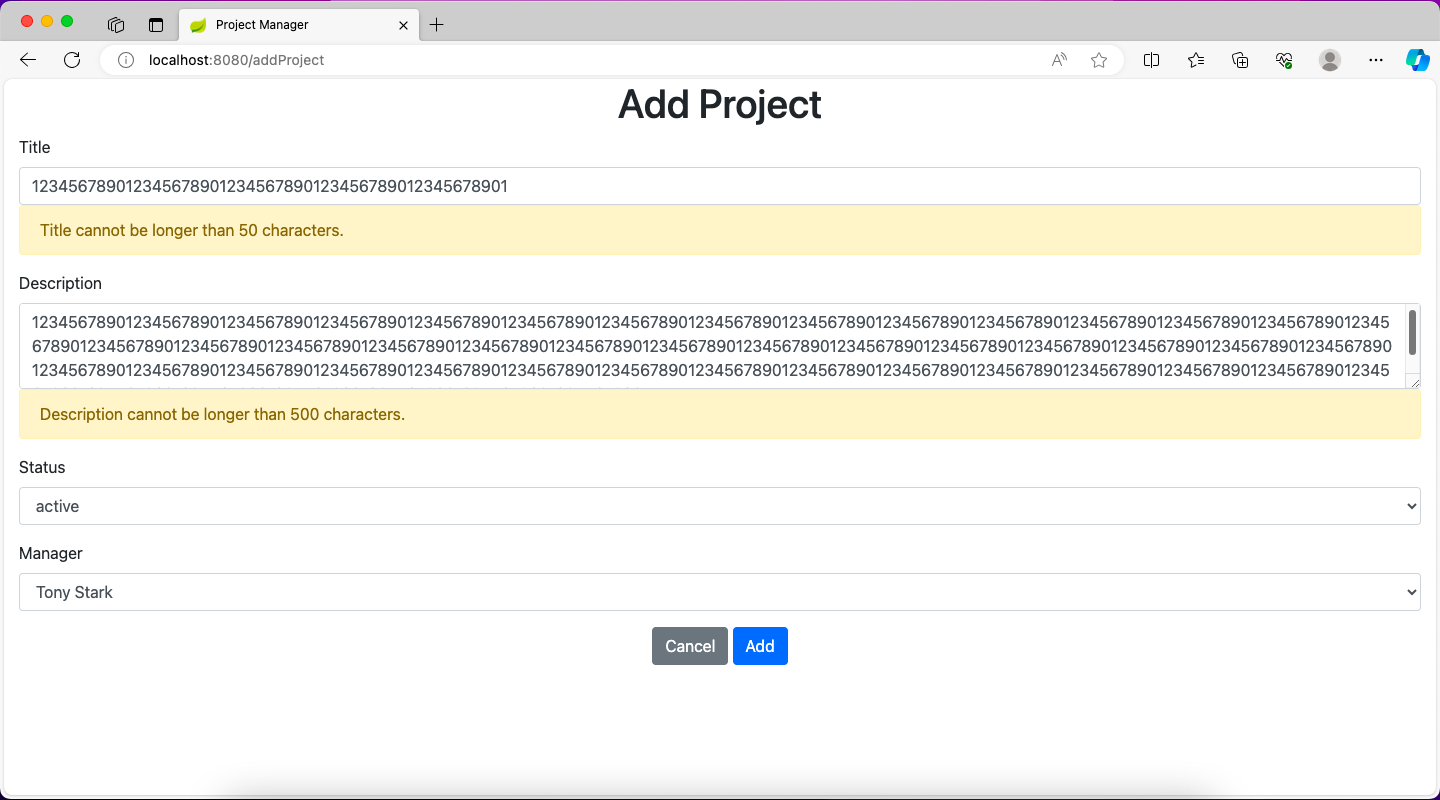 Project Manager
localhost:8080/addProject
Add Project
Title
123456789012345678901234567890123456789012345678901
Title cannot be longer than 50 characters.
Description
1234567890123456789012345678901234567890123456789012345678901234567890123456789012345678901234567890123456789012345678901234567890123456789012345
6789012345678901234567890123456789012345678901234567890123456789012345678901234567890123456789012345678901234567890123456789012345678901234567890
1234567890123456789012345678901234567890123456789012345678901234567890123456789012345678901234567890123456789012345678901234567890123456789012345
Description cannot be longer than 500 characters.
Status
active
Manager
Tony Stark
Cancel Add